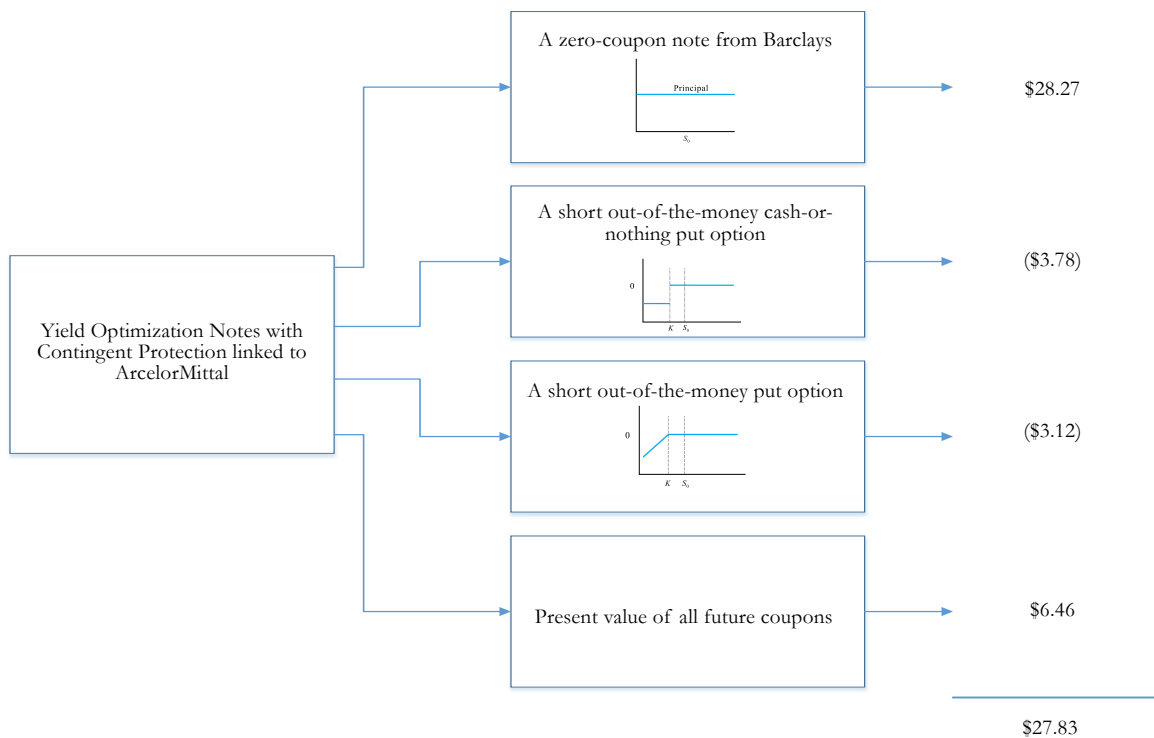 A zero-coupon note from Barclays
Principal
S₀
$28.27
A short out-of-the-money cash-or-
nothing put option
0
K S₀
($3.78)
Yield Optimization Notes with
Contingent Protection linked to
ArcelorMittal
A short out-of-the-money put option
0
K S₀
($3.12)
Present value of all future coupons
$6.46
$27.83